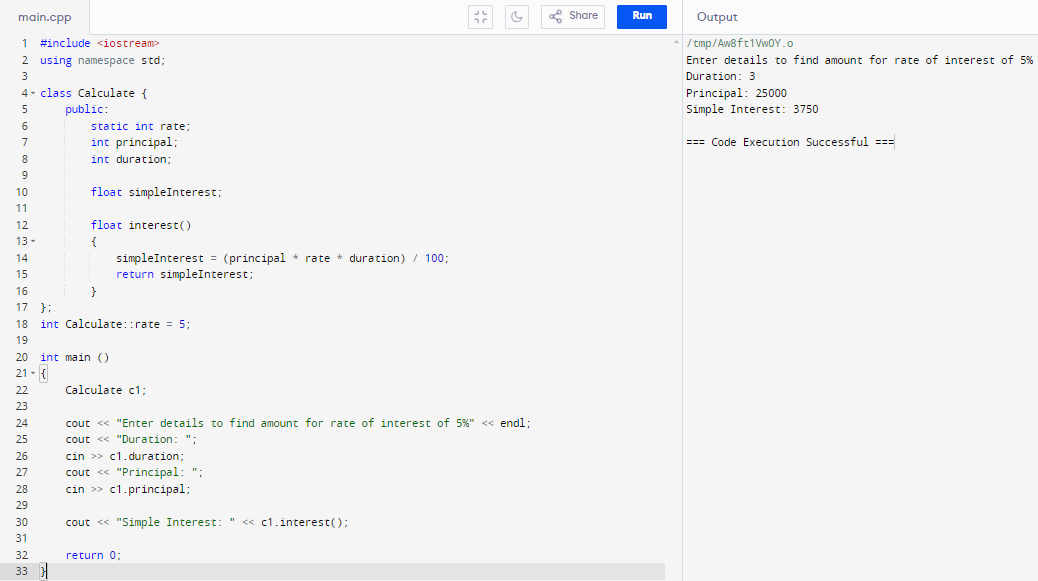 main.cpp
Share
Run
Output
1 #include <iostream>
2 using namespace std;
3
4 class Calculate {
5 public:
6 static int rate;
7 int principal;
8 int duration;
9
10 float simpleInterest;
11
12 float interest()
13 {
14 simpleInterest = (principal * rate * duration) / 100;
15 return simpleInterest;
16 }
17 };
18 int Calculate::rate = 5;
19
20 int main ()
21 {
22 Calculate c1;
23
24 cout << "Enter details to find amount for rate of interest of 5%" << endl;
25 cout << "Duration: ";
26 cin >> c1.duration;
27 cout << "Principal: ";
28 cin >> c1.principal;
29
30 cout << "Simple Interest: " << c1.interest();
31
32 return 0;
33 }
/tmp/Aw8ft1Vw0Y.o
Enter details to find amount for rate of interest of 5%
Duration: 3
Principal: 25000
Simple Interest: 3750
=== Code Execution Successful ===